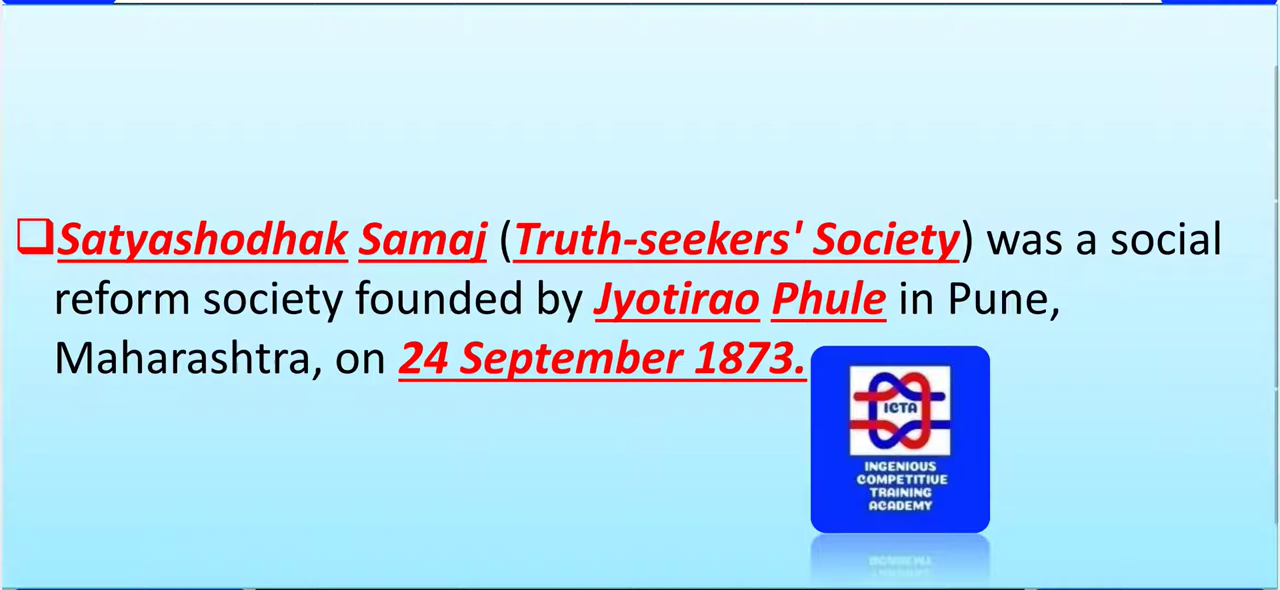 ❑Satyashodhak Samaj (Truth-seekers' Society) was a social
reform society founded by Jyotirao Phule in Pune,
Maharashtra, on 24 September 1873.
ICTA
INGENIOUS
COMPETITIVE
TRAINING
ACADEMY